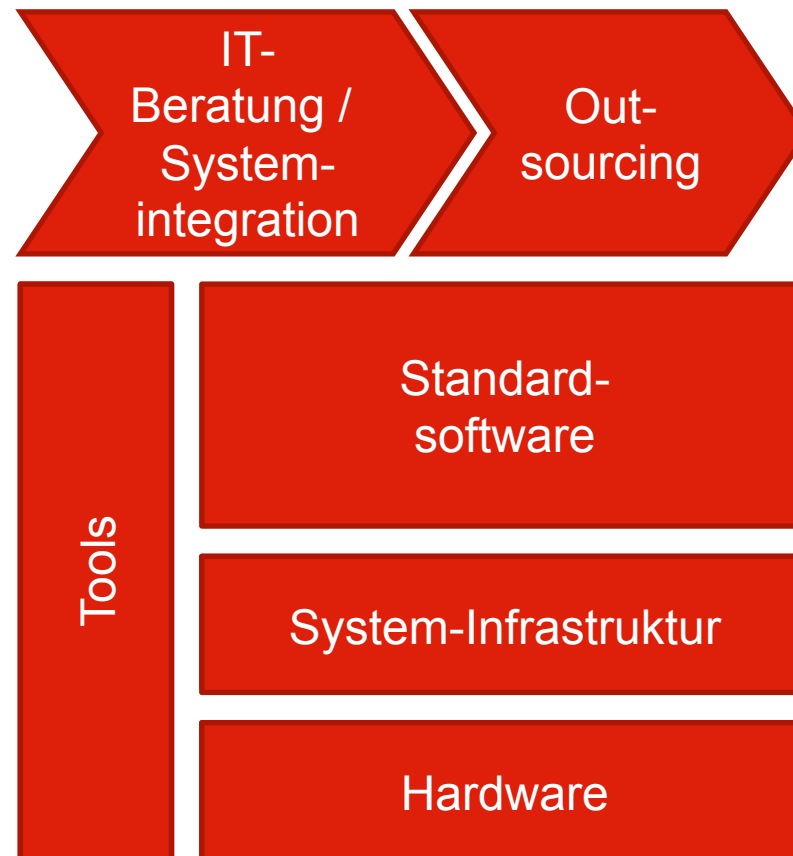 IT-
Beratung /
System-
integration
Out-
sourcing
Tools
Standard-
software
System-Infrastruktur
Hardware